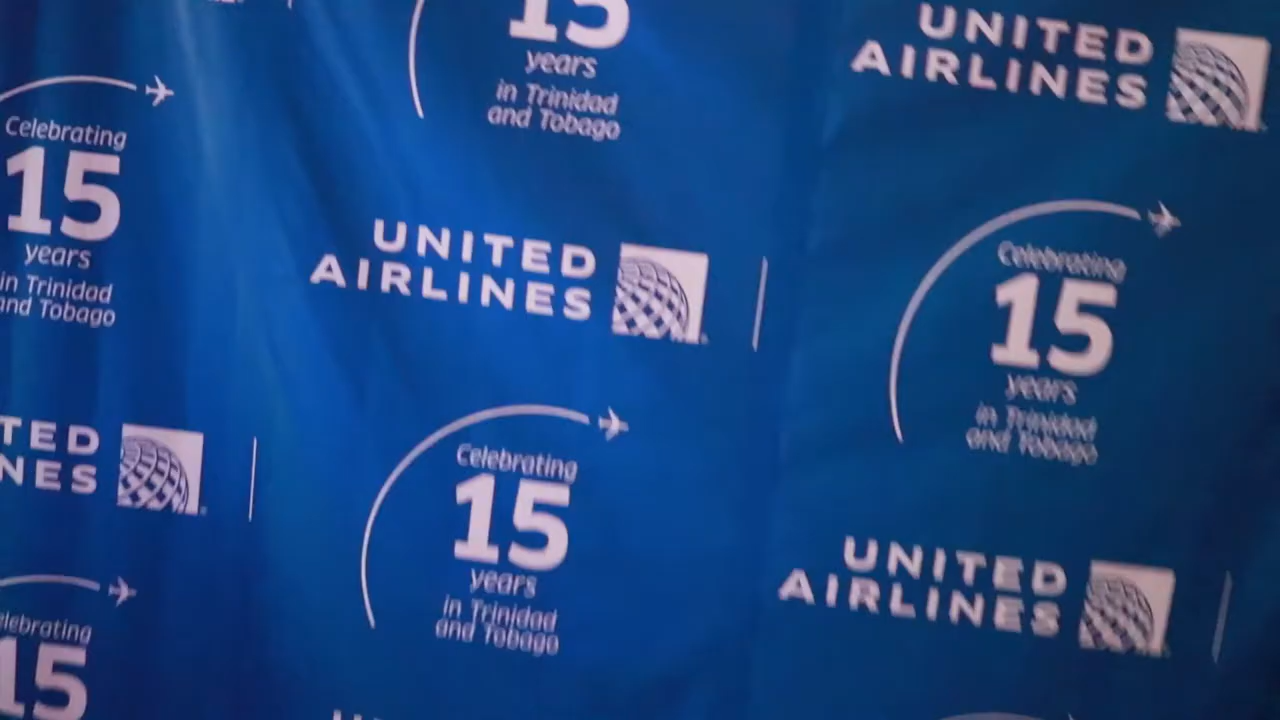 15
years
in Trinidad
and Tobago
UNITED
AIRLINES
Celebrating
15
years
in Trinidad
and Tobago
UNITED
AIRLINES
Celebrating
15
years
in Trinidad
and Tobago
TED
NES
Celebrating
15
years
in Trinidad
and Tobago
UNITED
AIRLINES
elebrating
15